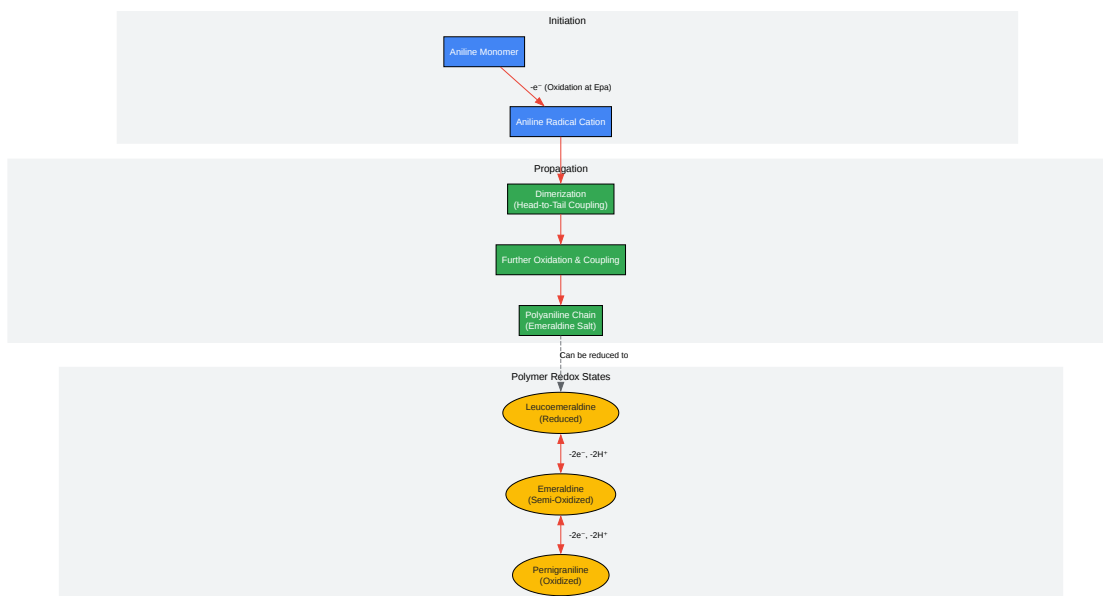 Initiation
Aniline Monomer
-e⁻ (Oxidation at Epa)
Aniline Radical Cation
Propagation
Dimerization
(Head-to-Tail Coupling)
Further Oxidation & Coupling
Polyaniline Chain
(Emeraldine Salt)
Can be reduced to
Polymer Redox States
Leucoemeraldine
(Reduced)
-2e⁻, -2H⁺
Emeraldine
(Semi-Oxidized)
-2e⁻, -2H⁺
Pernigraniline
(Oxidized)